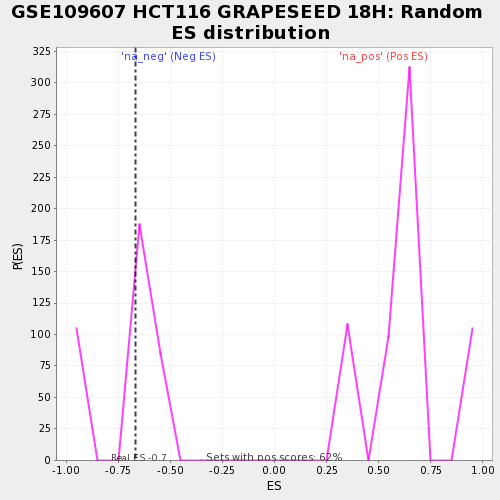 GSE109607 HCT116 GRAPESEED 18H: Random
ES distribution
'na_neg' (Neg ES)
'na_pos' (Pos ES)
325
300
275
250
225
200
175
150
125
100
75
50
25
0
P(ES)
Real ES -0.7
Sets with pos scores: 62%
-1.00 -0.75 -0.50 -0.25 0.00 0.25 0.50 0.75 1.00
ES